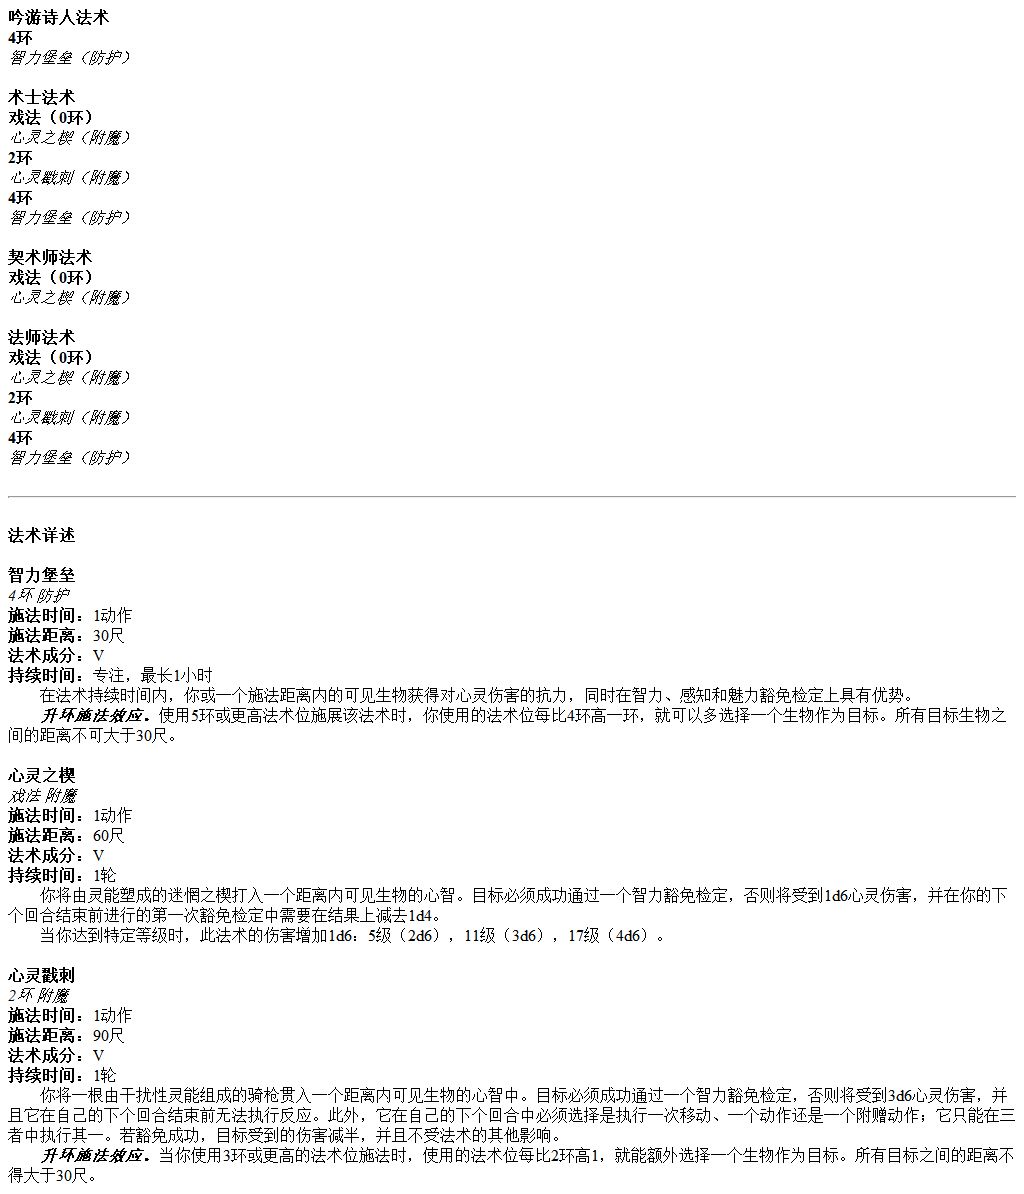 吟游诗人法术
4环
智力堡垒（防护）
术士法术
戏法（0环）
心灵之楔（附魔）
2环
心灵戳刺（附魔）
4环
智力堡垒（防护）
契术师法术
戏法（0环）
心灵之楔（附魔）
法师法术
戏法（0环）
心灵之楔（附魔）
2环
心灵戳刺（附魔）
4环
智力堡垒（防护）
法术详述
智力堡垒
4环 防护
施法时间：1动作
施法距离：30尺
法术成分：V
持续时间：专注，最长1小时
在法术持续时间内，你或一个施法距离内的可见生物获得对心灵伤害的抗力，同时在智力、感知和魅力豁免检定上具有优势。
升环施法效应．使用5环或更高法术位施展该法术时，你使用的法术位每比4环高一环，就可以多选择一个生物作为目标。所有目标生物之
间的距离不可大于30尺。
心灵之楔
戏法 附魔
施法时间：1动作
施法距离：60尺
法术成分：V
持续时间：1轮
你将由灵能塑成的迷惘之楔打入一个距离内可见生物的心智。目标必须成功通过一个智力豁免检定，否则将受到1d6心灵伤害，并在你的下
个回合结束前进行的第一次豁免检定中需要在结果上减去1d4。
当你达到特定等级时，此法术的伤害增加1d6：5级（2d6），11级（3d6），17级（4d6）。
心灵戳刺
2环 附魔
施法时间：1动作
施法距离：90尺
法术成分：V
持续时间：1轮
你将一根由干扰性灵能组成的骑枪贯入一个距离内可见生物的心智中。目标必须成功通过一个智力豁免检定，否则将受到3d6心灵伤害，并
且它在自己的下个回合结束前无法执行反应。此外，它在自己的下个回合中必须选择是执行一次移动、一个动作还是一个附赠动作；它只能在三
者中执行其一。若豁免成功，目标受到的伤害减半，并且不受法术的其他影响。
升环施法效应．当你使用3环或更高的法术位施法时，使用的法术位每比2环高1，就能额外选择一个生物作为目标。所有目标之间的距离不
得大于30尺。